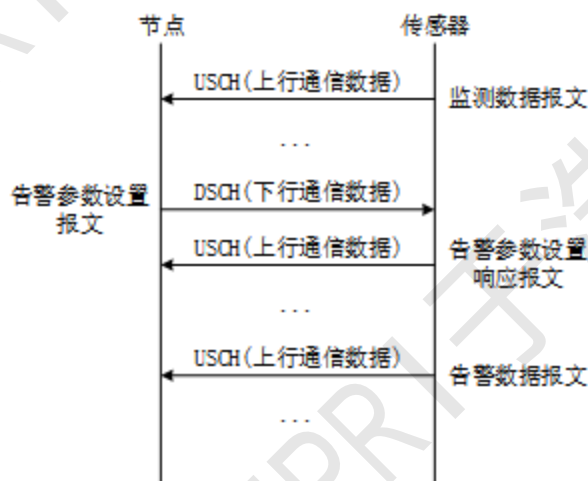 节点
传感器
USCH(上行通信数据)
监测数据报文
...
告警参数设置
报文
DSCH(下行通信数据)
USCH(上行通信数据)
告警参数设置
响应报文
...
USCH(上行通信数据)
告警数据报文
...